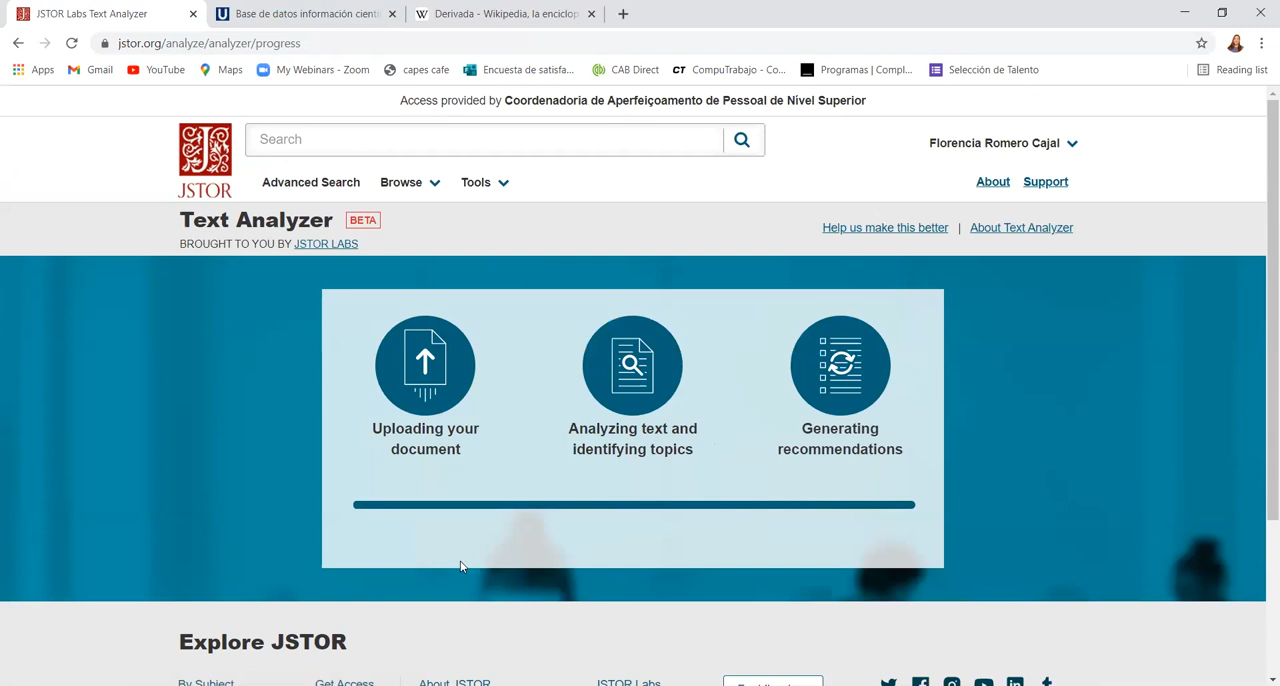 JSTOR Labs Text Analyzer
Base de datos información cientí
Derivada - Wikipedia, la enciclop
jstor.org/analyze/analyzer/progress
Apps
Gmail
YouTube
Maps
My Webinars - Zoom
capes cafe
Encuesta de satisfa...
CAB Direct
CT CompuTrabajo - Co...
Programas | Compl...
Selección de Talento
Reading list
Access provided by Coordenadoria de Aperfeiçoamento de Pessoal de Nível Superior
JSTOR
Search
Florencia Romero Cajal
Advanced Search
Browse
Tools
About
Support
Text Analyzer BETA
BROUGHT TO YOU BY JSTOR LABS
Help us make this better | About Text Analyzer
Uploading your
document
Analyzing text and
identifying topics
Generating
recommendations
Explore JSTOR
By Subject
Get Access
About JSTOR
JSTOR Labs